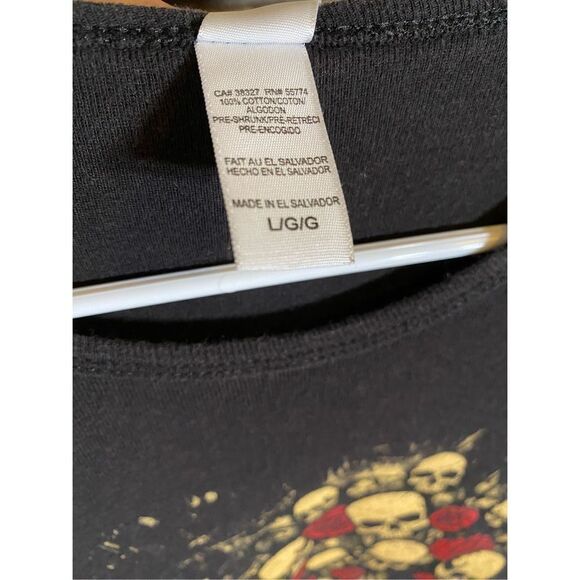 CA# 38327 RN# 55774
100% COTTON/COTON/
ALGODON
PRE-SHRUNK/PRÉ-RÉTRÉCI
PRE-ENCOGIDO
FAIT AU EL SALVADOR
HECHO EN EL SALVADOR
MADE IN EL SALVADOR
L/G/G